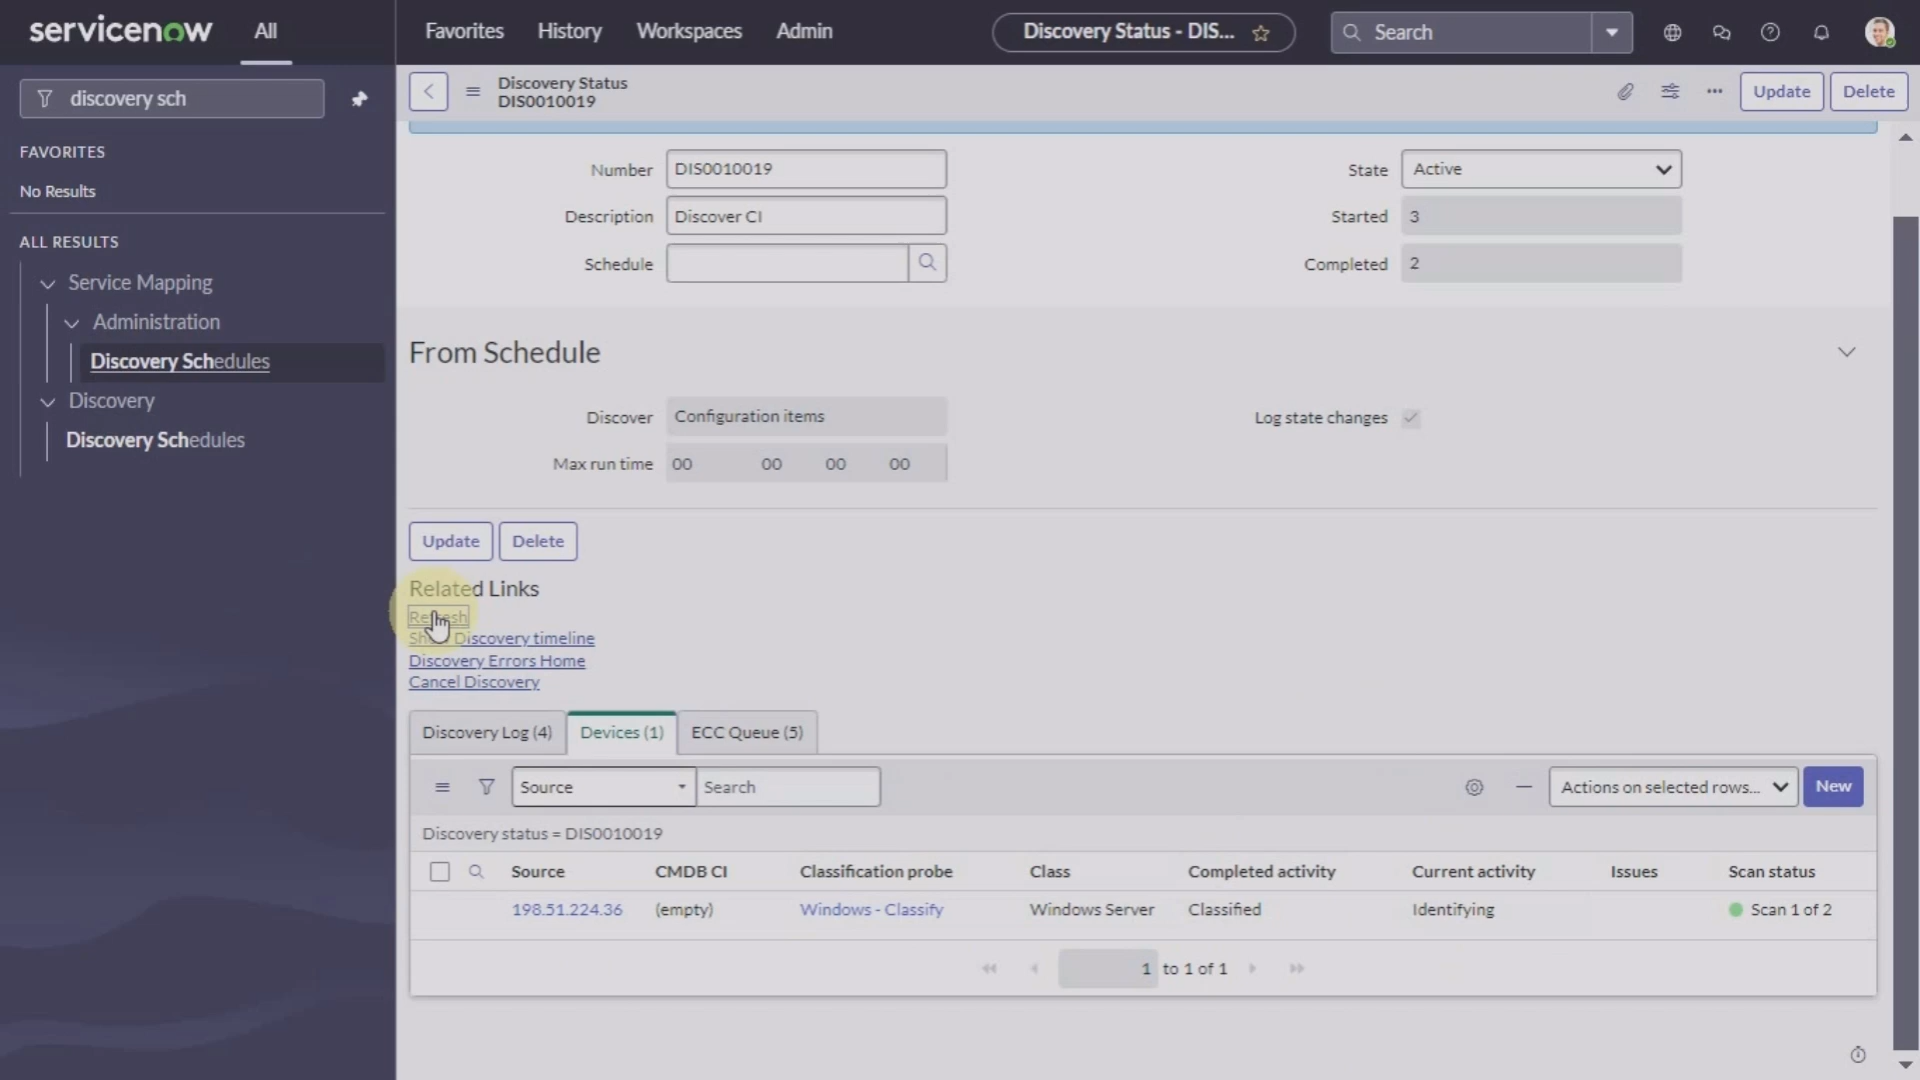 servicenow
All
Favorites
History
Workspaces
Admin
Discovery Status - DIS...
Search
discovery sch
FAVORITES
No Results
ALL RESULTS
Service Mapping
Administration
Discovery Schedules
Discovery
Discovery Schedules
Discovery Status
DIS0010019
Update
Delete
Number
DIS0010019
State
Active
Description
Discover CI
Started
3
Schedule
Completed
2
From Schedule
Discover
Configuration items
Log state changes
Max run time
00 00 00 00
Update
Delete
Related Links
Refresh
Show Discovery timeline
Discovery Errors Home
Cancel Discovery
Discovery Log (4)
Devices (1)
ECC Queue (5)
Source
Search
Actions on selected rows...
New
Discovery status = DIS0010019
Source CMDB CI Classification probe Class Completed activity Current activity Issues Scan status
198.51.224.36 (empty) Windows - Classify Windows Server Classified Identifying Scan 1 of 2
1 to 1 of 1